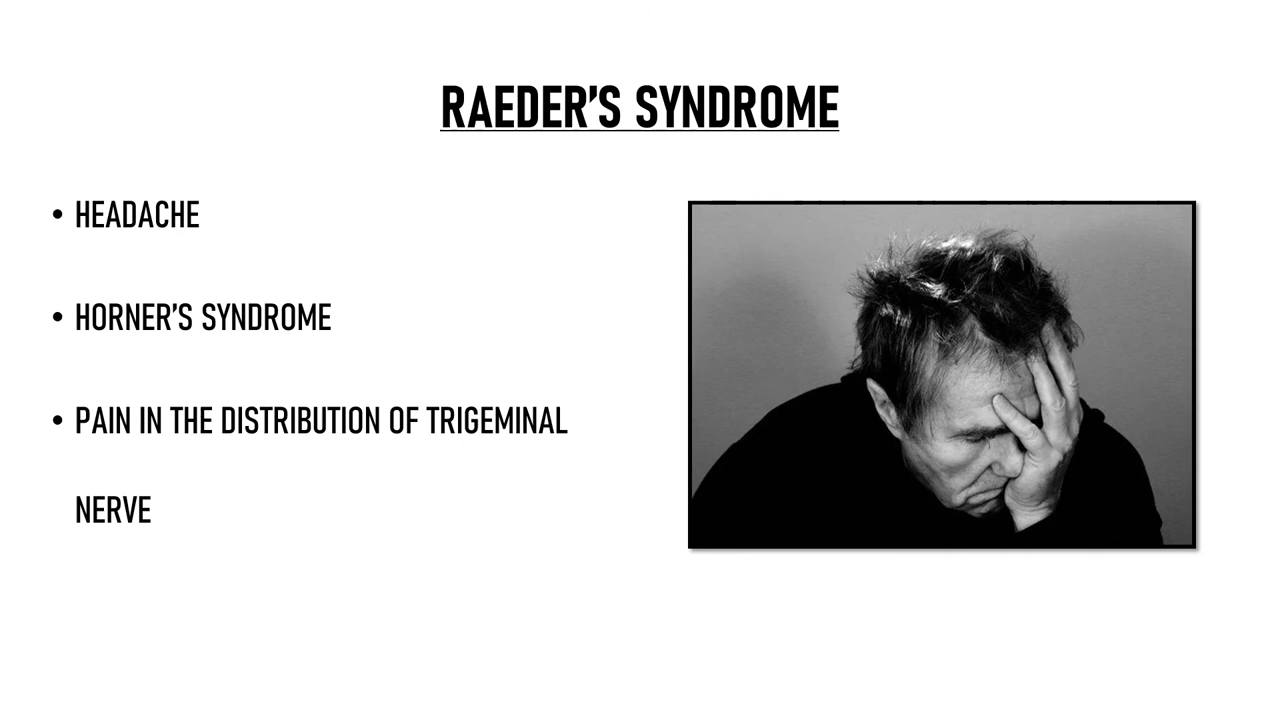 RAEDER'S SYNDROME
• HEADACHE
• HORNER'S SYNDROME
• PAIN IN THE DISTRIBUTION OF TRIGEMINAL
NERVE